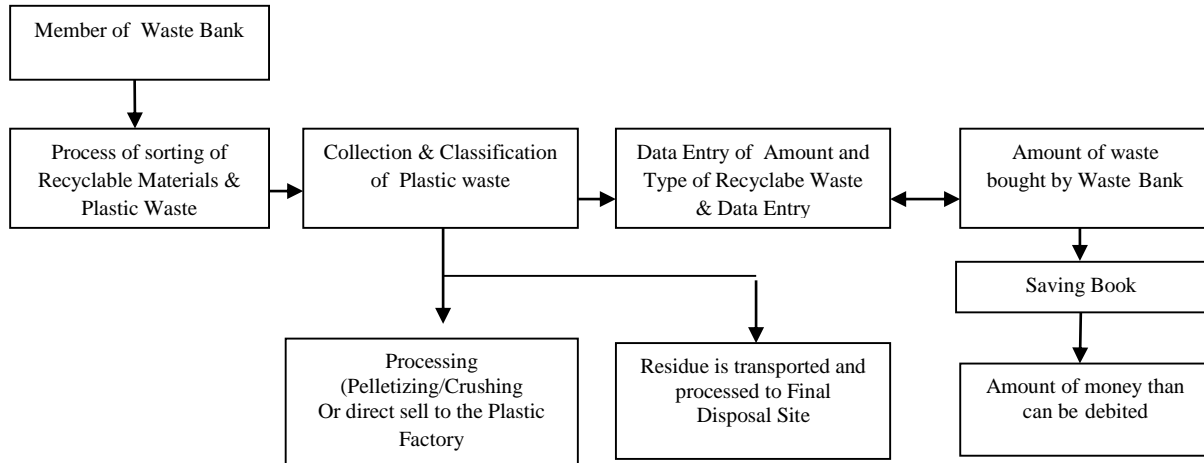 Member of Waste Bank
Process of sorting of
Recyclable Materials &
Plastic Waste
Collection & Classification
of Plastic waste
Data Entry of Amount and
Type of Recyclabe Waste
& Data Entry
Amount of waste
bought by Waste Bank
Saving Book
Processing
(Pelletizing/Crushing
Or direct sell to the Plastic
Factory
Residue is transported and
processed to Final
Disposal Site
Amount of money than
can be debited